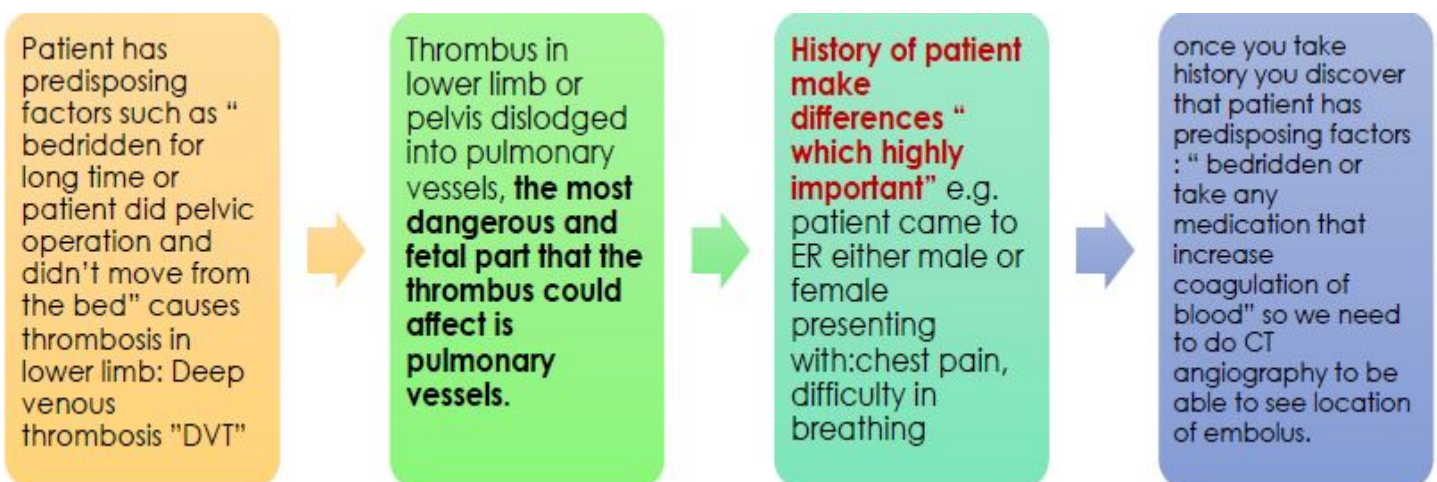 Patient has
predisposing
factors such as “
bedridden for
long time or
patient did pelvic
operation and
didn’t move from
the bed” causes
thrombosis in
lower limb: Deep
venous
thrombosis ”DVT”
Thrombus in
lower limb or
pelvis dislodged
into pulmonary
vessels, the most
dangerous and
fetal part that the
thrombus could
affect is
pulmonary
vessels.
History of patient
make
differences “
which highly
important” e.g.
patient came to
ER either male or
female
presenting
with:chest pain,
difficulty in
breathing
once you take
history you discover
that patient has
predisposing factors
: “ bedridden or
take any
medication that
increase
coagulation of
blood” so we need
to do CT
angiography to be
able to see location
of embolus.